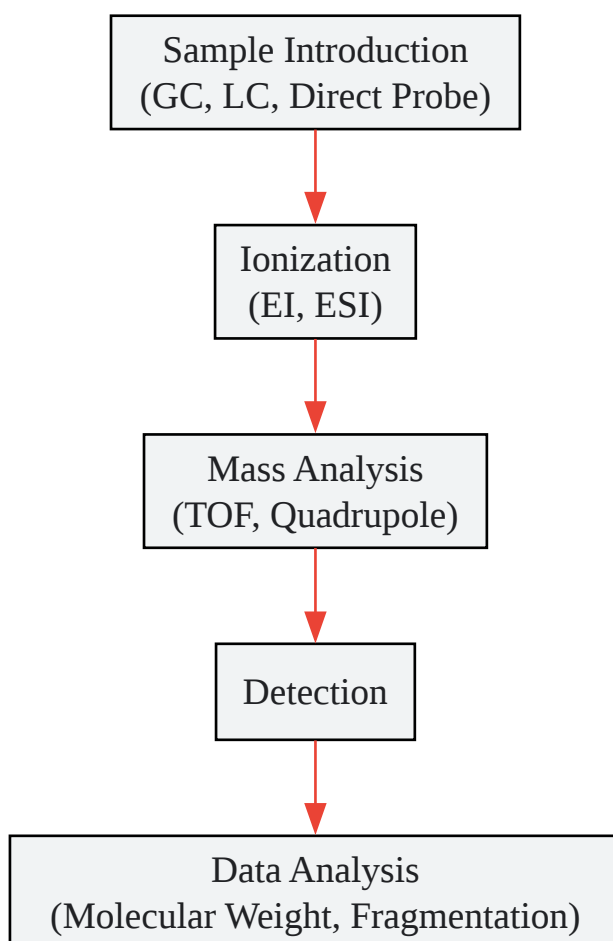 Sample Introduction
(GC, LC, Direct Probe)
Ionization
(EI, ESI)
Mass Analysis
(TOF, Quadrupole)
Detection
Data Analysis
(Molecular Weight, Fragmentation)